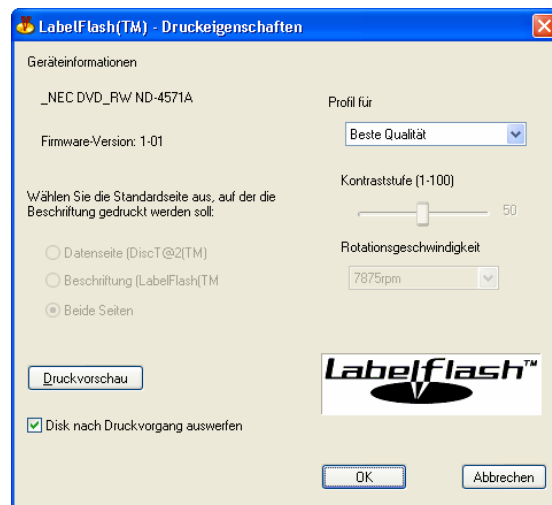 LabelFlash(TM) - Druckeigenschaften
Geräteinformationen
_NEC DVD_RW ND-4571A
Firmware-Version: 1-01
Wählen Sie die Standardseite aus, auf der die
Beschriftung gedruckt werden soll:
Datenseite (DiscT@2(TM)
Beschriftung (LabelFlash(TM
Beide Seiten
Druckvorschau
Disk nach Druckvorgang auswerfen
Profil für
Beste Qualität
Kontraststufe (1-100)
50
Rotationsgeschwindigkeit
7875rpm
Labelflash™
OK
Abbrechen